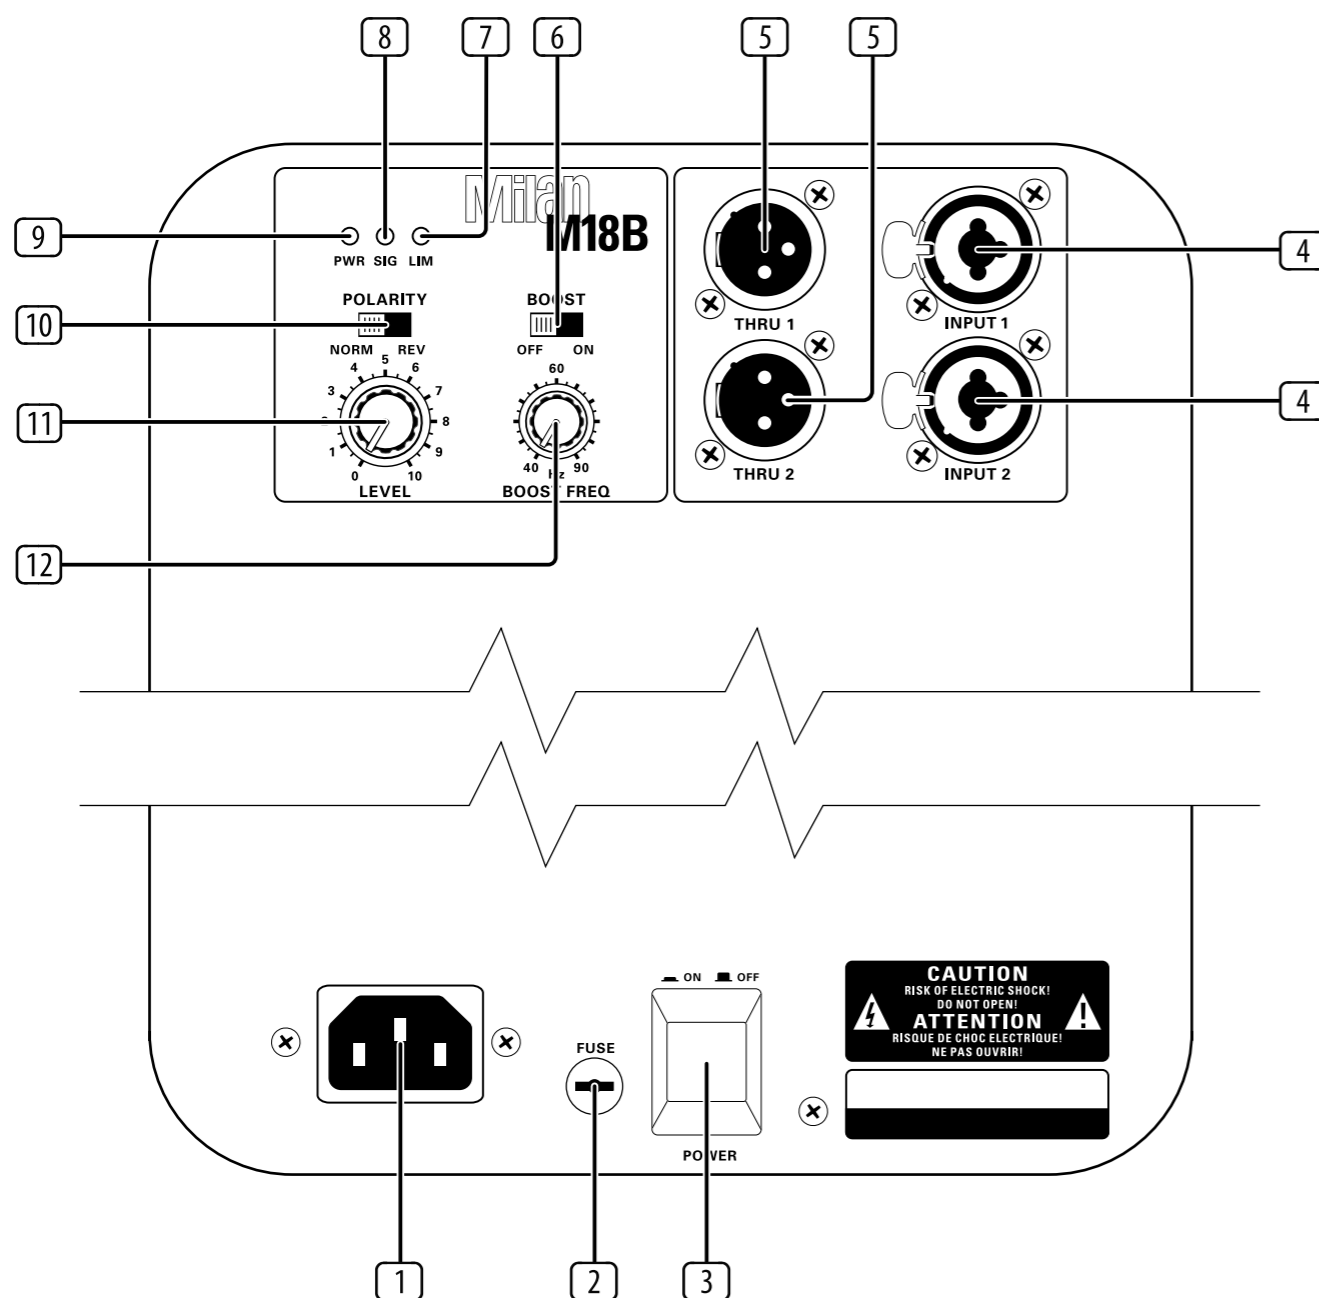 8 7 6 5 5
Milan
M18B
9
PWR SIG LIM
4
POLARITY BOOST
10
THRU 1 INPUT 1
NORM REV OFF ON
0 1 3 4 5 6 7 8 9 10
60
11
4
40 Hz 90
LEVEL BOOST FREQ
THRU 2 INPUT 2
12
ON OFF
CAUTION
RISK OF ELECTRIC SHOCK!
DO NOT OPEN!
ATTENTION
RISQUE DE CHOC ELECTRIQUE!
NE PAS OUVRIR!
FUSE
POWER
1 2 3